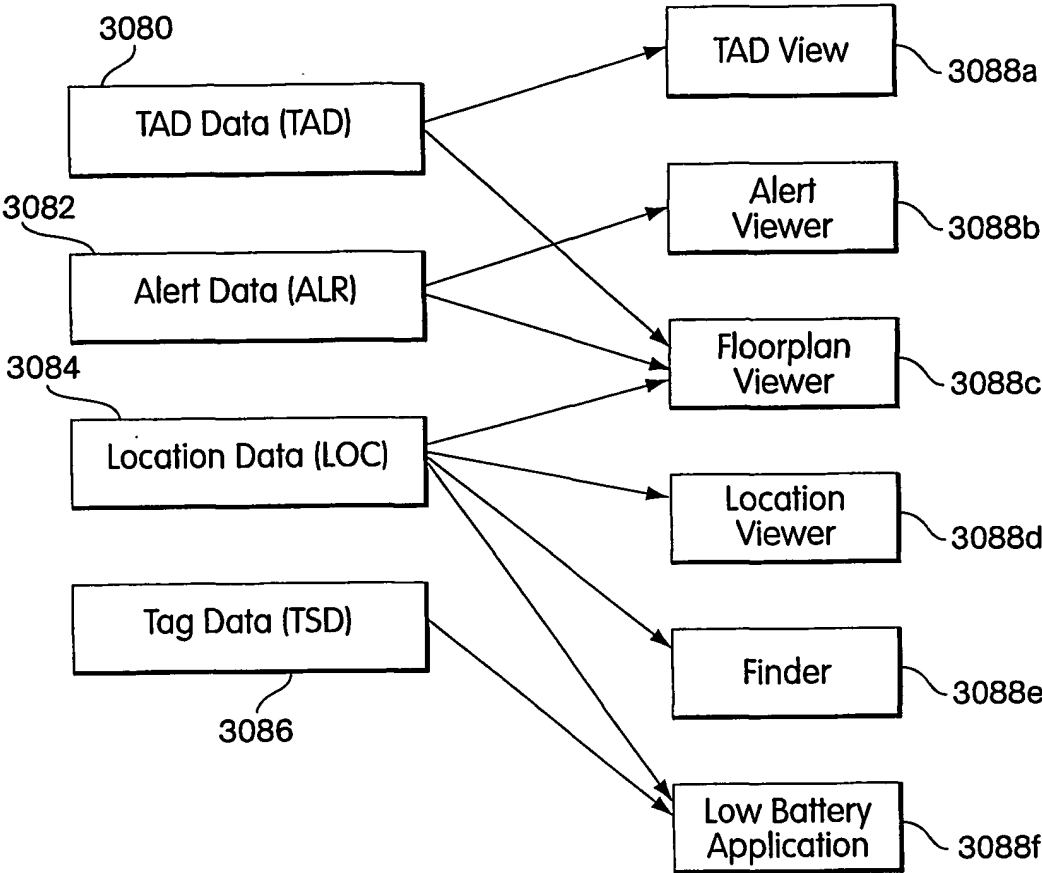 3080
TAD Data (TAD)
3082
Alert Data (ALR)
3084
Location Data (LOC)
Tag Data (TSD)
3086
TAD View
3088a
Alert
Viewer
3088b
Floorplan
Viewer
3088c
Location
Viewer
3088d
Finder
3088e
Low Battery
Application
3088f